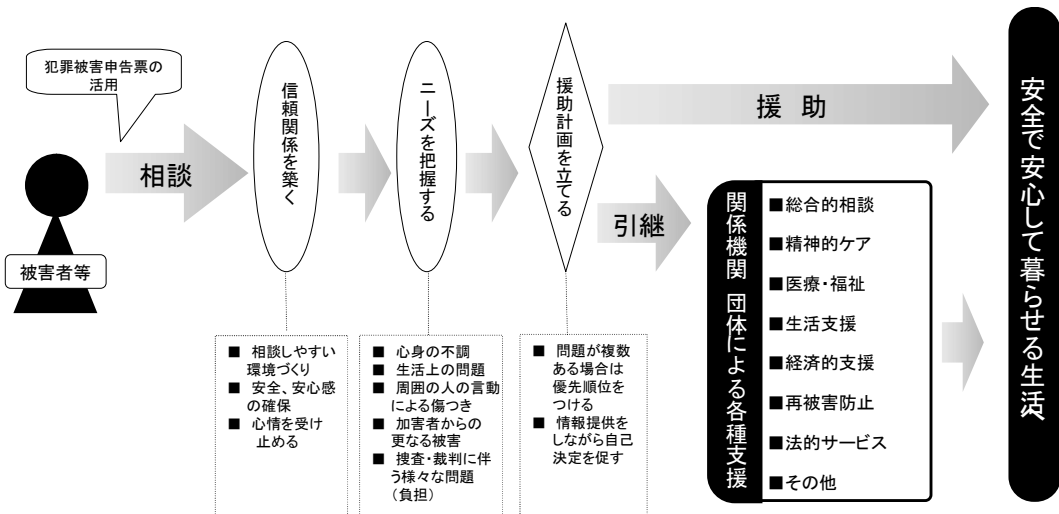 犯罪被害申告票の
活用
被害者等
相談
信頼関係を築く
ニーズを把握する
援助計画を立てる
援 助
引継
■ 相談しやすい
環境づくり
■ 安全、安心感
の確保
■ 心情を受け
止める
■ 心身の不調
■ 生活上の問題
■ 周囲の人の言動
による傷つき
■ 加害者からの
更なる被害
■ 捜査・裁判に伴
う様々な問題
(負担)
■ 問題が複数
ある場合は
優先順位を
つける
■ 情報提供を
しながら自己
決定を促す
関係機関 団体による各種支援
■総合的相談
■精神的ケア
■医療・福祉
■生活支援
■経済的支援
■再被害防止
■法的サービス
■その他
安全で安心して暮らせる生活へ